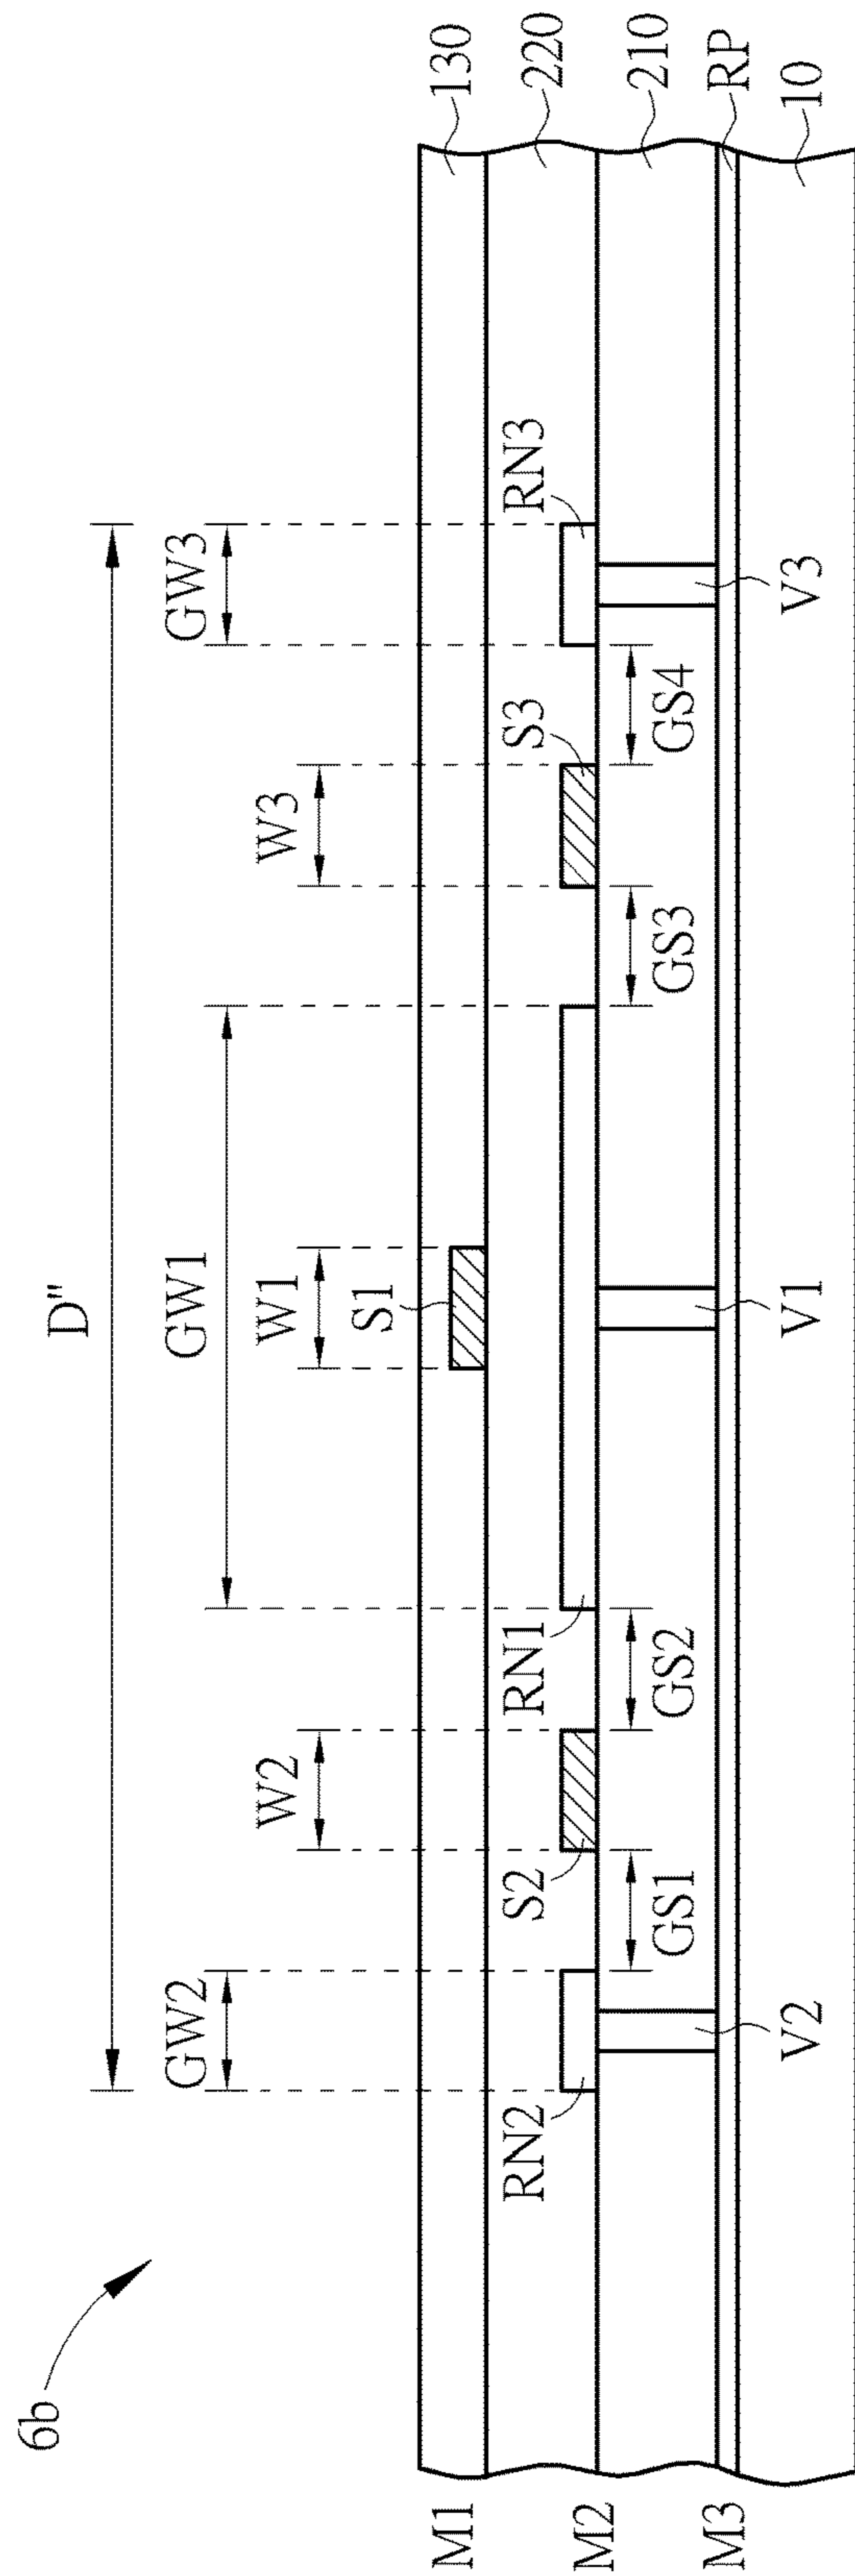 6b
D"
GW2
GW1
GW3
W2
W1
W3
S1
M1
130
RN2
S2
RN1
S3
RN3
220
M2
GS1
GS2
GS3
GS4
210
M3
V2
V1
V3
RP
10